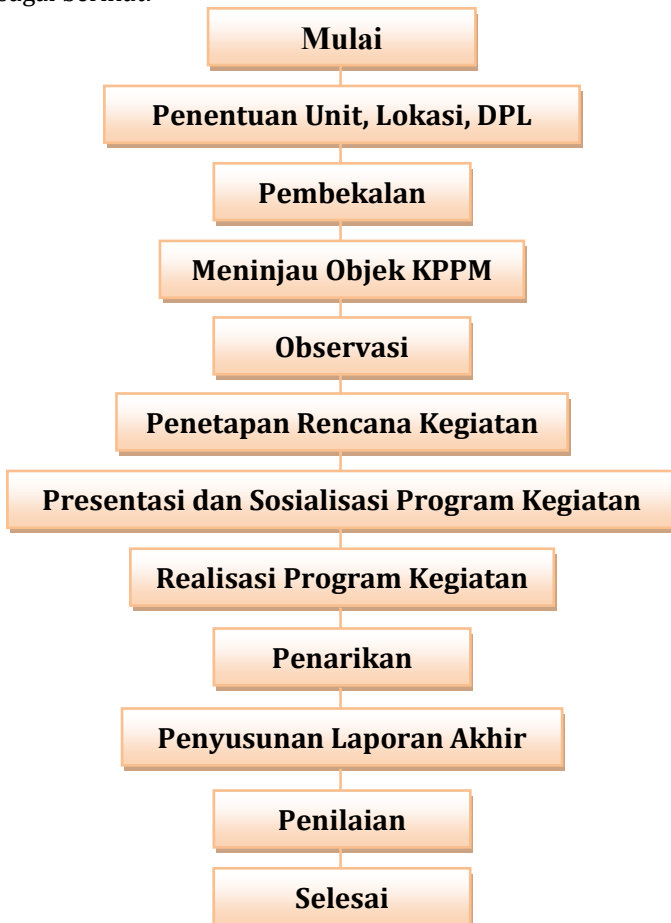 Mulai
Penentuan Unit, Lokasi, DPL
Pembekalan
Meninjau Objek KPPM
Observasi
Penetapan Rencana Kegiatan
Presentasi dan Sosialisasi Program Kegiatan
Realisasi Program Kegiatan
Penarikan
Penyusunan Laporan Akhir
Penilaian
Selesai